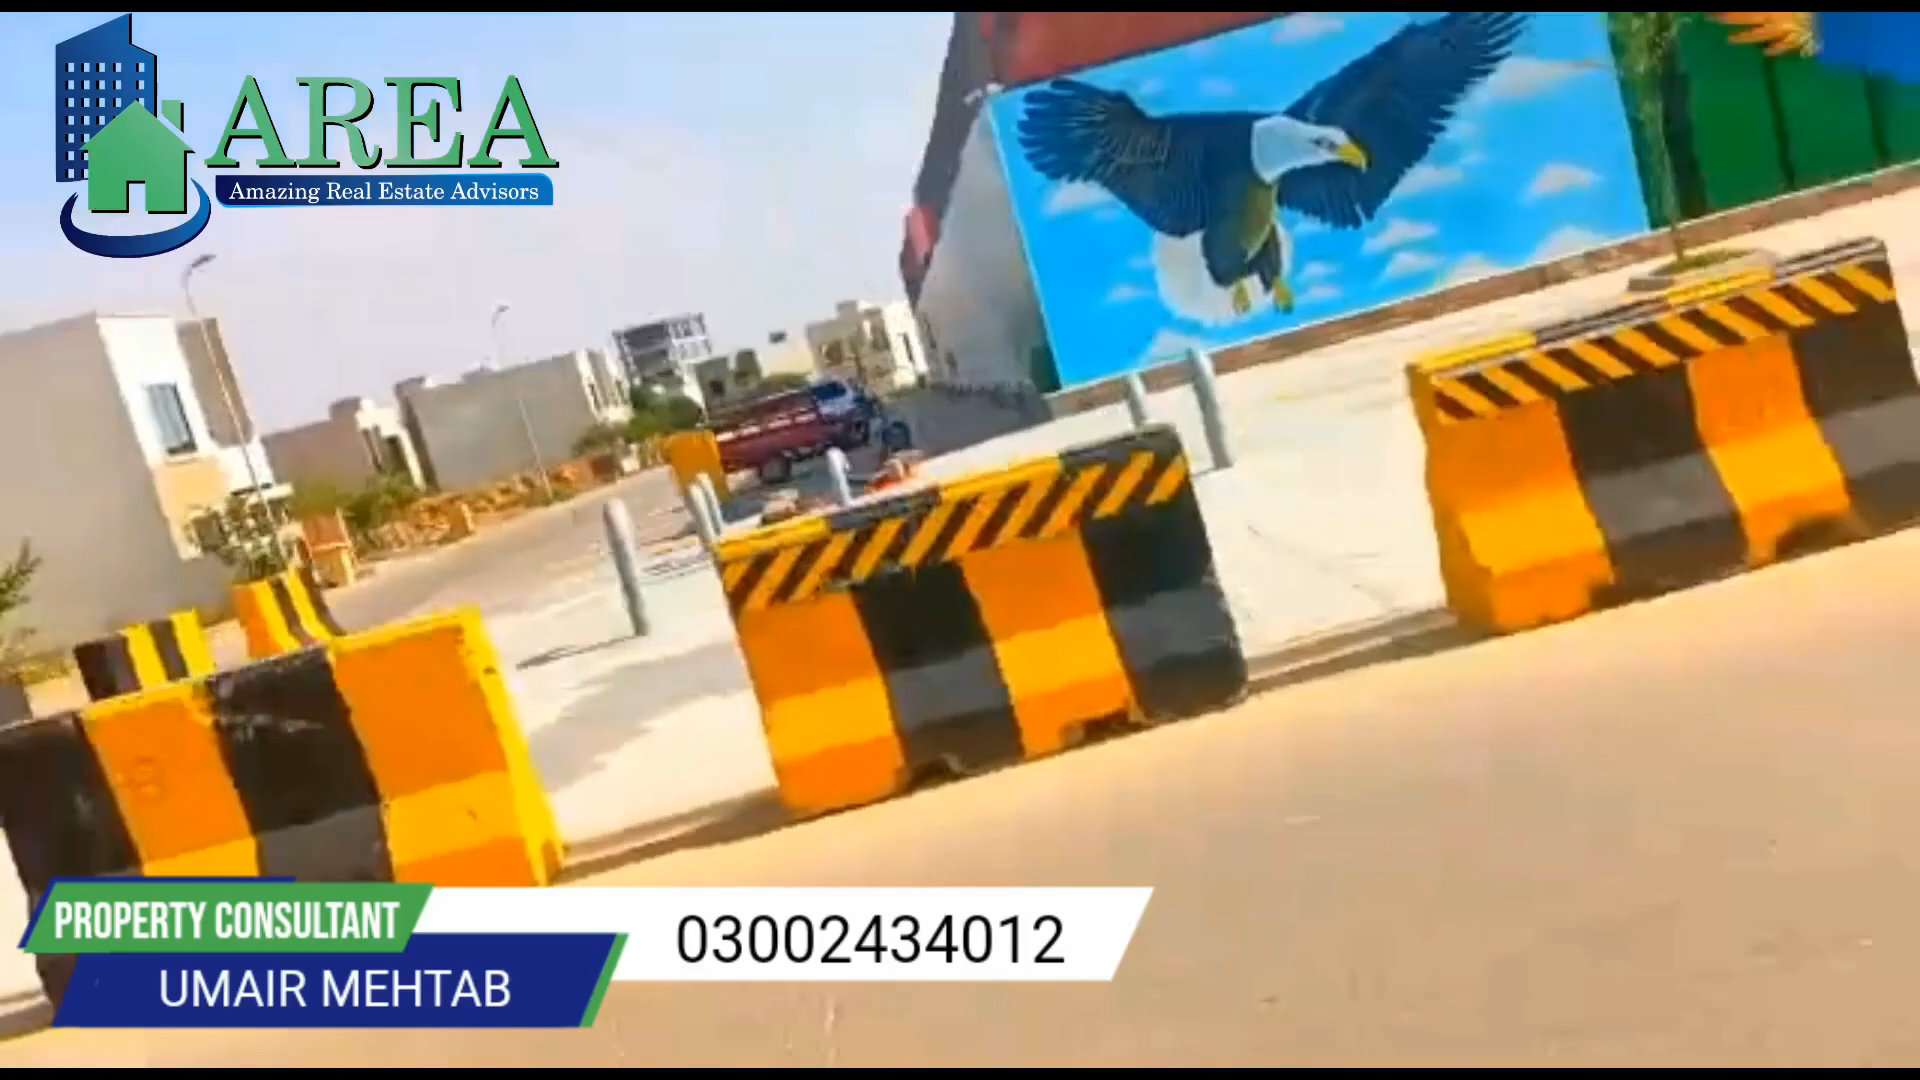 AREA
Amazing Real Estate Advisors
PROPERTY CONSULTANT
03002434012
UMAIR MEHTAB